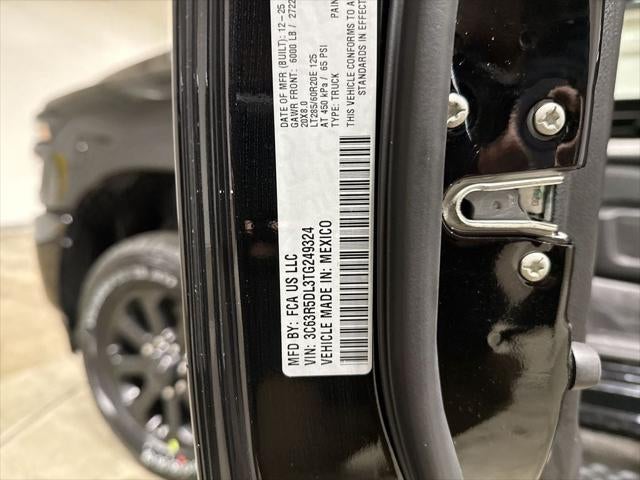 MFD BY: FCA US LLC
VIN: 3C63R5DL3TG249324
VEHICLE MADE IN: MEXICO
DATE OF MFR (BUILT): 12-25
GAWR FRONT: 6000 LB / 2722
20X8.0
LT285/60R20E 125
AT 450 kPa / 65 PSI
TYPE: TRUCK
PAIN
THIS VEHICLE CONFORMS TO A
STANDARDS IN EFFECT